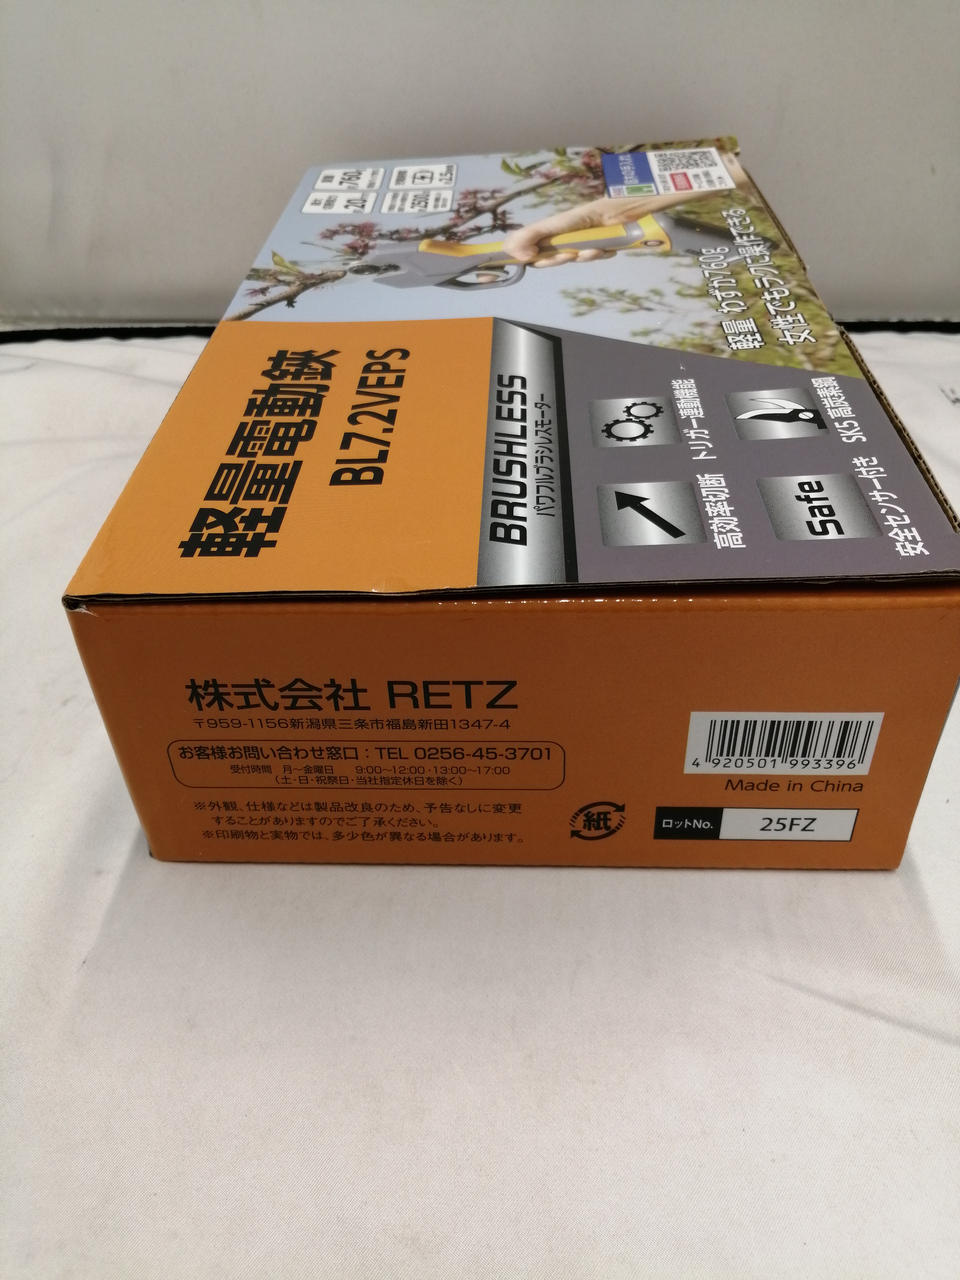 軽量電動鋏
BL7.2VEPS
BRUSHLESS
パワフルブラシレスモーター
トリガー連動機能
SK5高炭素鋼
高効率切断
Safe
安全センサー付き
軽量 わずか760g
女性でもラクに操作できる
株式会社 RETZ
〒959-1156新潟県三条市福島新田1347-4
お客様お問い合わせ窓口：TEL 0256-45-3701
受付時間 月〜金曜日 9:00〜12:00・13:00〜17:00
（土・日・祝祭日・当社指定休日を除く）
※外観、仕様などは製品改良のため、予告なしに変更
することがありますのでご了承ください。
※印刷物と実物では、多少色が異なる場合があります。
紙
4 920501 993396
Made in China
ロットNo.
25FZ